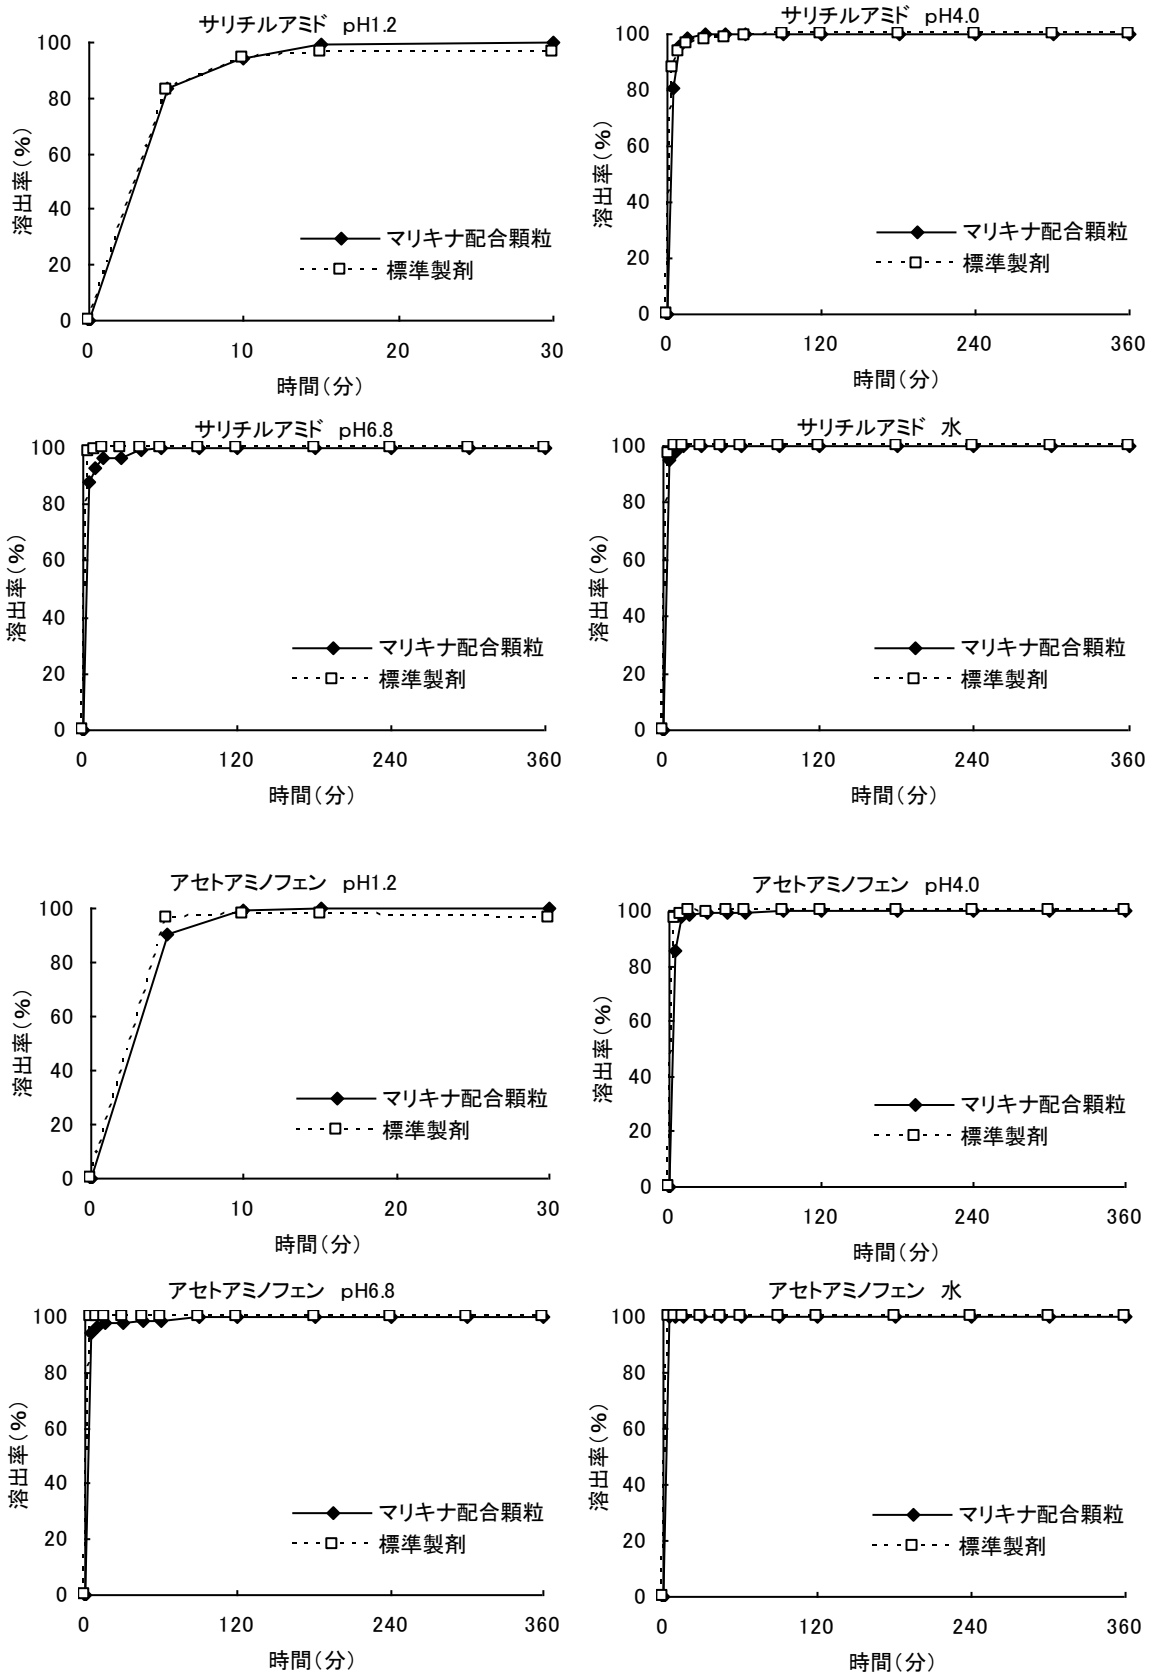 サリチルアミド pH1.2
100
80
60
40
20
0
溶出率(%)
マリキナ配合顆粒
標準製剤
0 10 20 30
時間(分)
サリチルアミド pH4.0
100
80
60
40
20
0
溶出率(%)
マリキナ配合顆粒
標準製剤
0 120 240 360
時間(分)
サリチルアミド pH6.8
100
80
60
40
20
0
溶出率(%)
マリキナ配合顆粒
標準製剤
0 120 240 360
時間(分)
サリチルアミド 水
100
80
60
40
20
0
溶出率(%)
マリキナ配合顆粒
標準製剤
0 120 240 360
時間(分)
アセトアミノフェン pH1.2
100
80
60
40
20
0
溶出率(%)
マリキナ配合顆粒
標準製剤
0 10 20 30
時間(分)
アセトアミノフェン pH4.0
100
80
60
40
20
0
溶出率(%)
マリキナ配合顆粒
標準製剤
0 120 240 360
時間(分)
アセトアミノフェン pH6.8
100
80
60
40
20
0
溶出率(%)
マリキナ配合顆粒
標準製剤
0 120 240 360
時間(分)
アセトアミノフェン 水
100
80
60
40
20
0
溶出率(%)
マリキナ配合顆粒
標準製剤
0 120 240 360
時間(分)